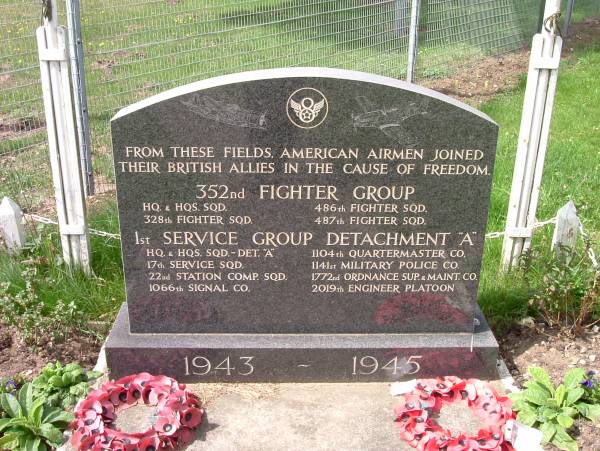 FROM THESE FIELDS, AMERICAN AIRMEN JOINED
THEIR BRITISH ALLIES IN THE CAUSE OF FREEDOM.
352nd FIGHTER GROUP
HQ. & HQS. SQD. 486th FIGHTER SQD.
328th FIGHTER SQD. 487th FIGHTER SQD.
1st SERVICE GROUP DETACHMENT "A"
HQ. & HQS. SQD.-DET. "A" 1104th QUARTERMASTER CO.
17th SERVICE SQD. 1141st MILITARY POLICE CO.
22nd STATION COMP. SQD. 1772nd ORDNANCE SUP. & MAINT. CO.
1066th SIGNAL CO. 2019th ENGINEER PLATOON
1943 ~ 1945